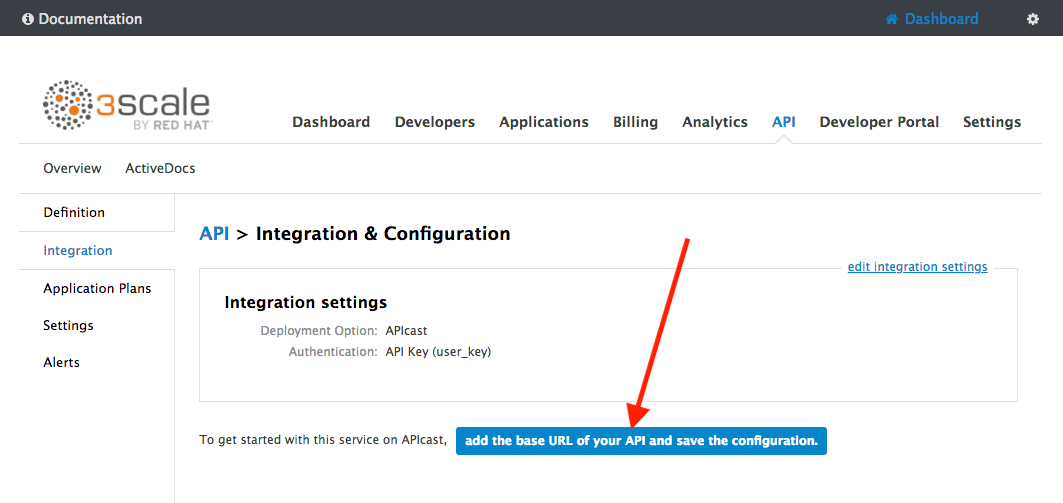 Documentation
Dashboard
3scale
BY RED HAT
Dashboard Developers Applications Billing Analytics API Developer Portal Settings
Overview ActiveDocs
Definition
Integration
Application Plans
Settings
Alerts
API > Integration & Configuration
edit integration settings
Integration settings
Deployment Option: APIcast
Authentication: API Key (user_key)
To get started with this service on APIcast, add the base URL of your API and save the configuration.